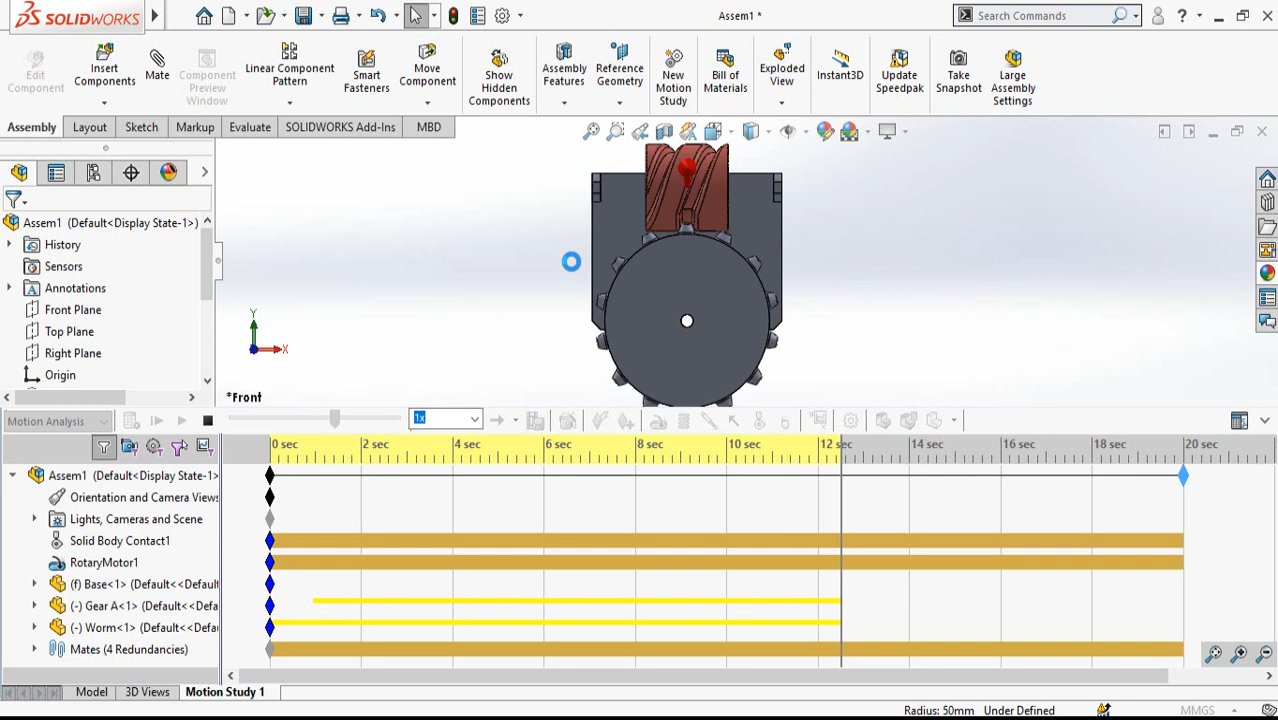 SOLIDWORKS
Assem1 *
Search Commands
?
Edit Component
Insert Components
Mate
Component Preview Window
Linear Component Pattern
Smart Fasteners
Move Component
Show Hidden Components
Assembly Features
Reference Geometry
New Motion Study
Bill of Materials
Exploded View
Instant3D
Update Speedpak
Take Snapshot
Large Assembly Settings
Assembly
Layout
Sketch
Markup
Evaluate
SOLIDWORKS Add-Ins
MBD
Assem1 (Default<Display State-1>)
History
Sensors
Annotations
Front Plane
Top Plane
Right Plane
Origin
Y
X
*Front
Motion Analysis
1x
0 sec 2 sec 4 sec 6 sec 8 sec 10 sec 12 sec 14 sec 16 sec 18 sec 20 sec
Assem1 (Default<Display State-1>
Orientation and Camera Views
Lights, Cameras and Scene
Solid Body Contact1
RotaryMotor1
(f) Base<1> (Default<<Default
(-) Gear A<1> (Default<<Defa
(-) Worm<1> (Default<<Defau
Mates (4 Redundancies)
Model
3D Views
Motion Study 1
Radius: 50mm
Under Defined
MMGS